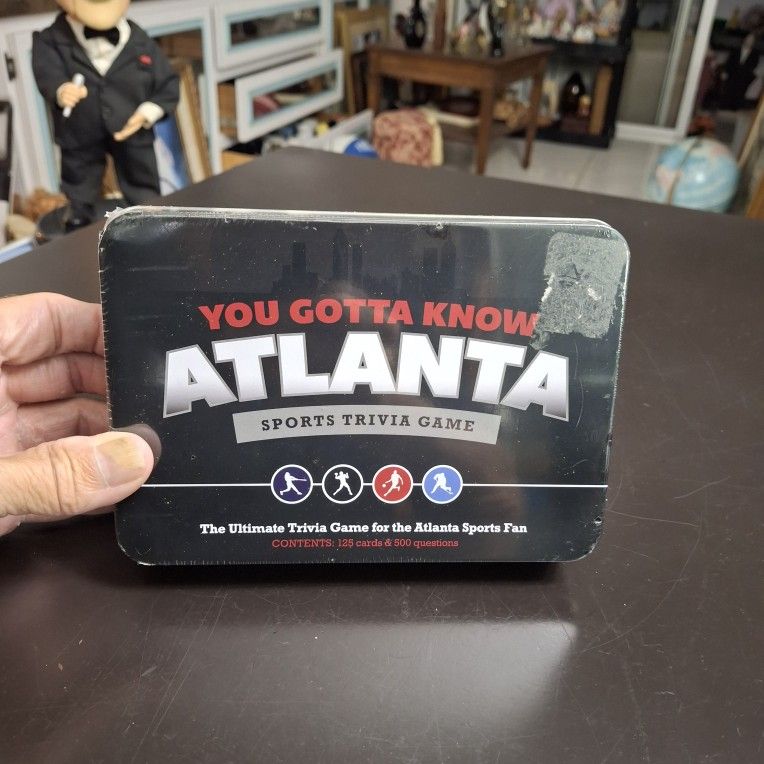 YOU GOTTA KNOW
ATLANTA
SPORTS TRIVIA GAME
The Ultimate Trivia Game for the Atlanta Sports Fan
CONTENTS: 125 cards & 500 questions